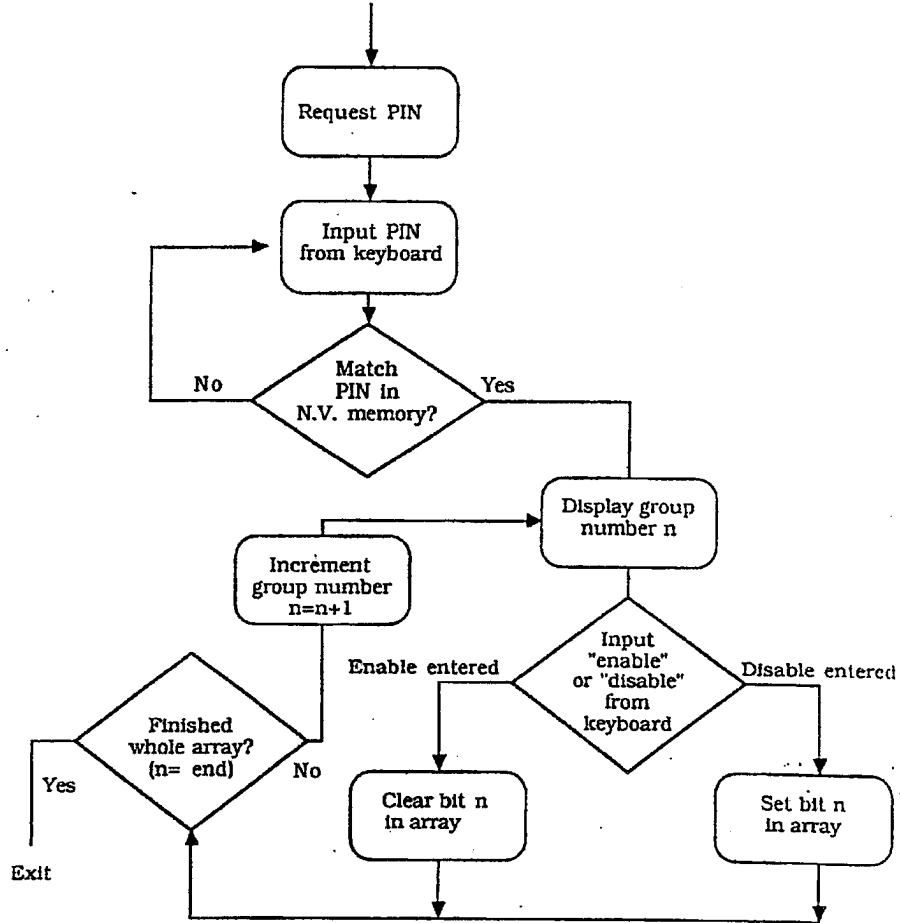 Request PIN
Input PIN
from keyboard
Match
PIN in
N.V. memory?
No
Yes
Display group
number n
Increment
group number
n=n+1
Input
"enable"
or "disable"
from
keyboard
Enable entered
Disable entered
Finished
whole array?
(n= end)
Yes
No
Clear bit n
in array
Set bit n
in array
Exit